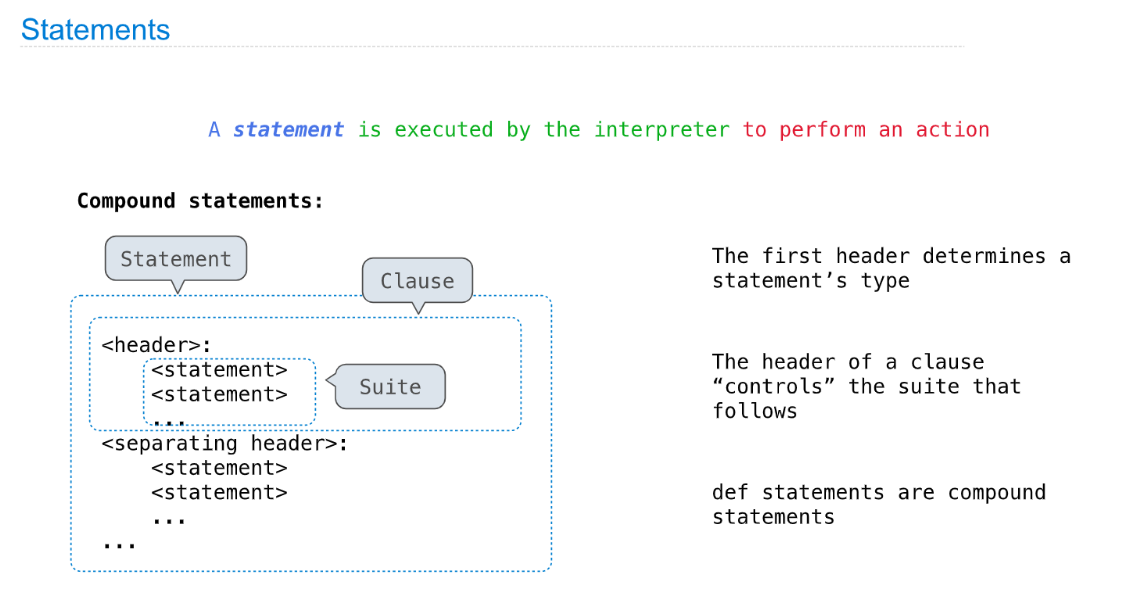 Statements
A statement is executed by the interpreter to perform an action
Compound statements:
Statement
Clause
<header>:
<statement>
<statement>
...
Suite
<separating header>:
<statement>
<statement>
...
...
The first header determines a
statement’s type
The header of a clause
“controls” the suite that
follows
def statements are compound
statements